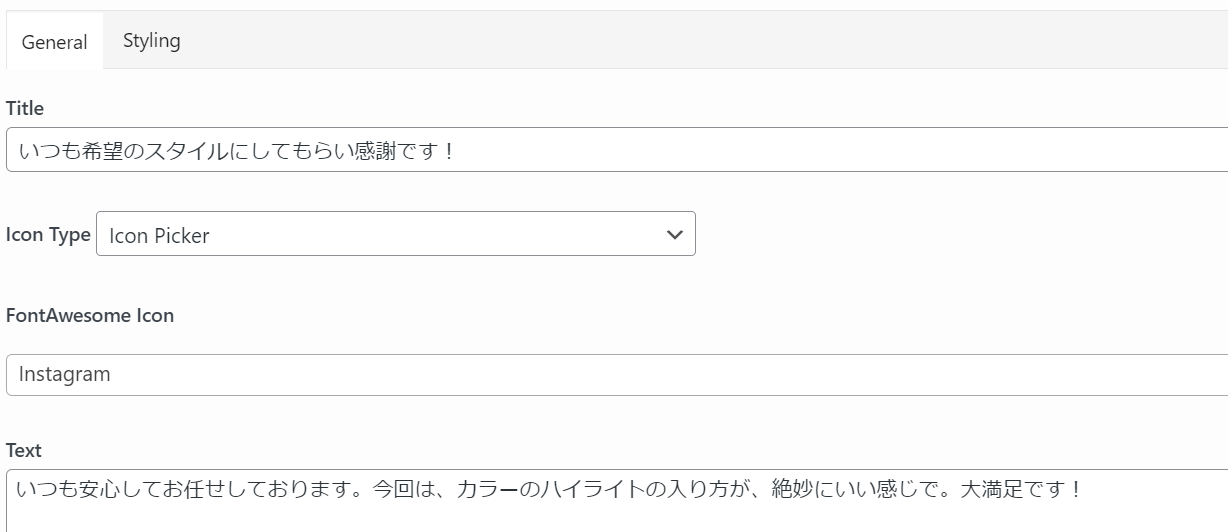 General Styling
Title
いつも希望のスタイルにしてもらい感謝です！
Icon Type Icon Picker
FontAwesome Icon
Instagram
Text
いつも安心してお任せしております。今回は、カラーのハイライトの入り方が、絶妙にいい感じで。大満足です！